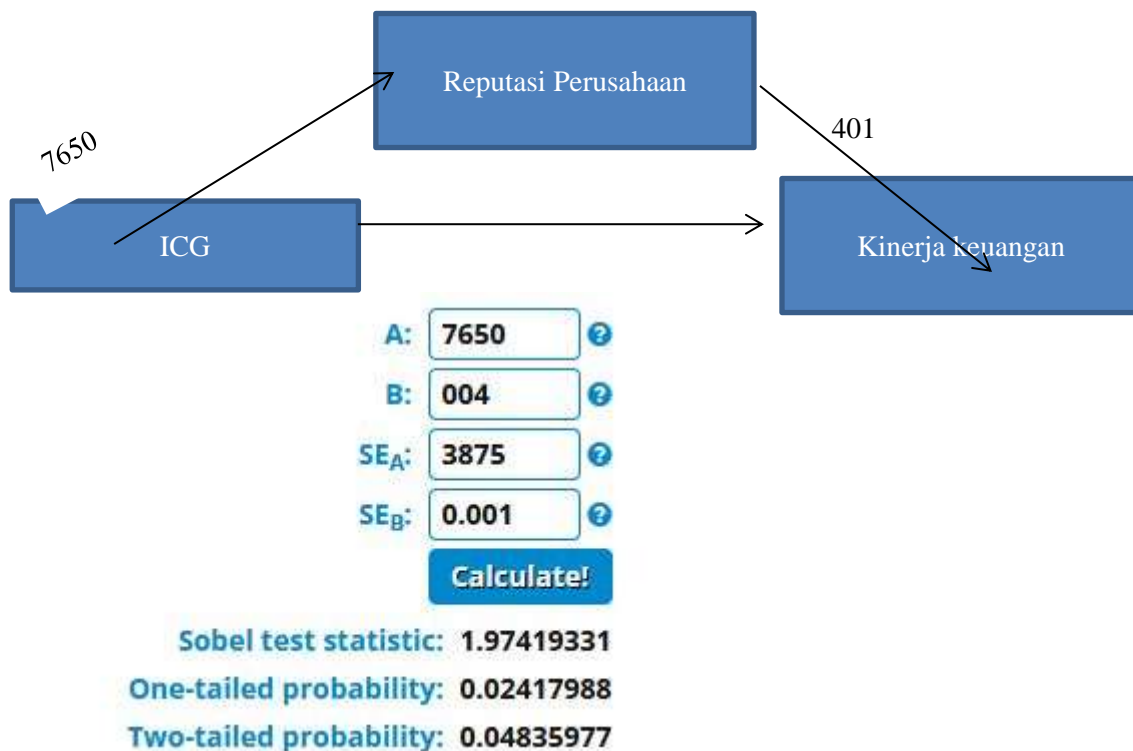 Reputasi Perusahaan
7650
401
ICG
Kinerja keuangan
A: 7650
B: 004
SEA: 3875
SEB: 0.001
Calculate!
Sobel test statistic: 1.97419331
One-tailed probability: 0.02417988
Two-tailed probability: 0.04835977